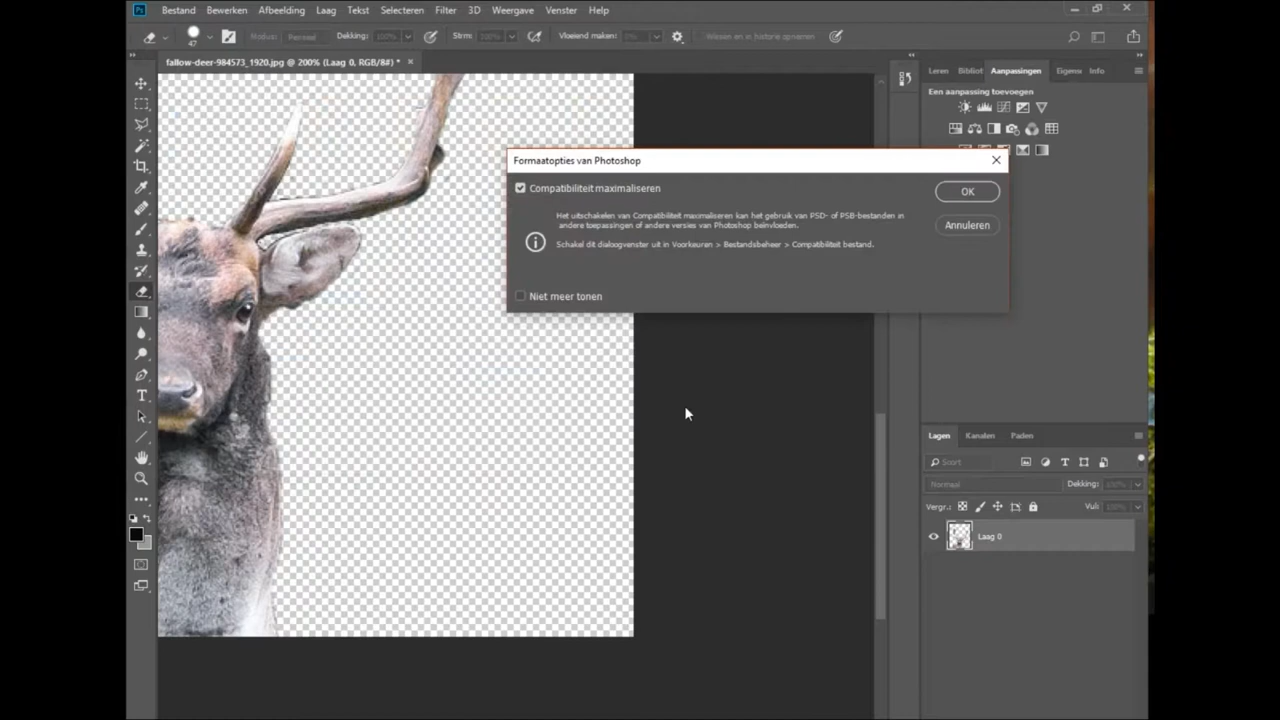 Ps Bestand Bewerken Afbeelding Laag Tekst Selecteren Filter 3D Weergave Venster Help
47 Modus: Dekking: 100% Strm: 100% Vloeiend maken: 0% Wissen en in historie opnemen
fallow-deer-984573_1920.jpg @ 200% (Laag 0, RGB/8#) *
Leren Bibliot Aanpassingen Eigens Info
Een aanpassing toevoegen
Formaatopties van Photoshop
Compatibiliteit maximaliseren
OK
Het uitschakelen van Compatibiliteit maximaliseren kan het gebruik van PSD- of PSB-bestanden in
andere toepassingen of andere versies van Photoshop beïnvloeden.
Annuleren
Schakel dit dialoogvenster uit in Voorkeuren > Bestandsbeheer > Compatibiliteit bestand.
Niet meer tonen
Lagen Kanalen Paden
Soort
Normaal Dekking: 100%
Vergr.: Vul: 100%
Laag 0